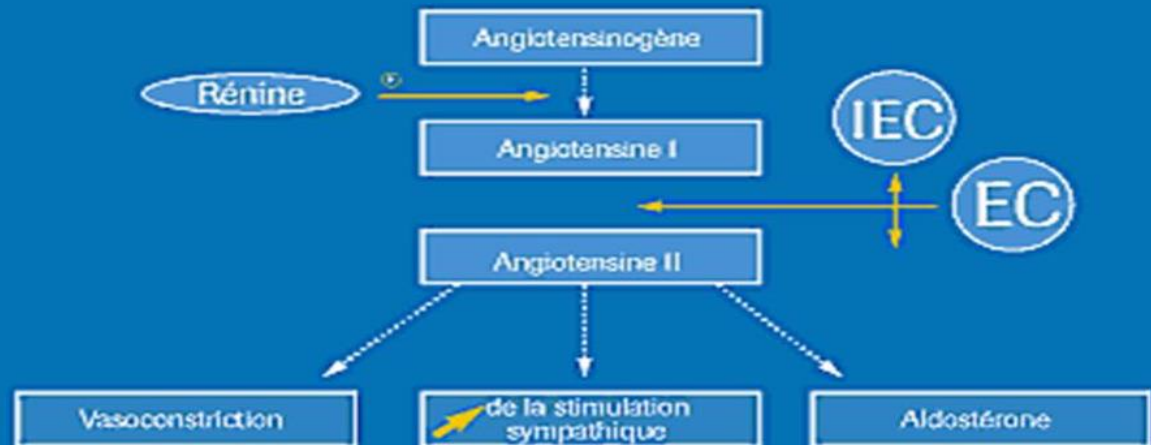 Angiotensinogène
Rénine
+
Angiotensine I
IEC
EC
Angiotensine II
Vasoconstriction
de la stimulation
sympathique
Aldostérone